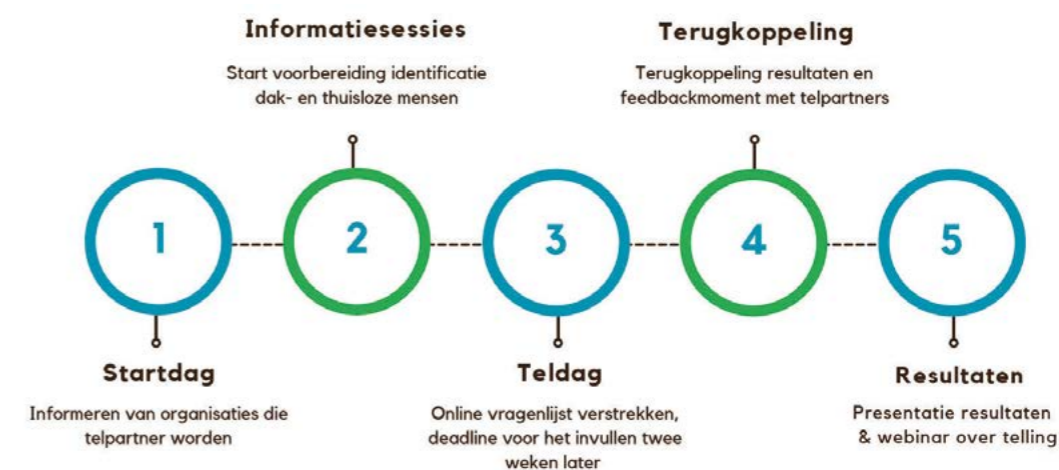 Informatiesessies
Start voorbereiding identificatie
dak- en thuisloze mensen
Terugkoppeling
Terugkoppeling resultaten en
feedbackmoment met telpartners
1
2
3
4
5
Startdag
Informeren van organisaties die
telpartner worden
Teldag
Online vragenlijst verstrekken,
deadline voor het invullen twee
weken later
Resultaten
Presentatie resultaten
& webinar over telling